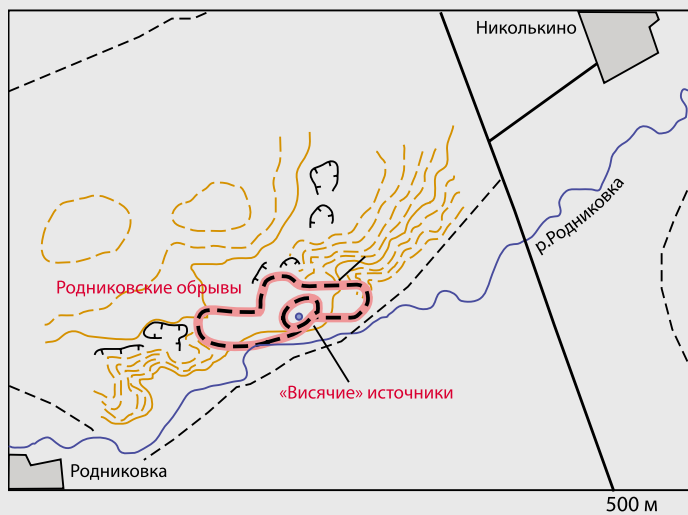 Николькино
р.Родниковка
Родниковские обрывы
«Висячие» источники
Родниковка
500 м